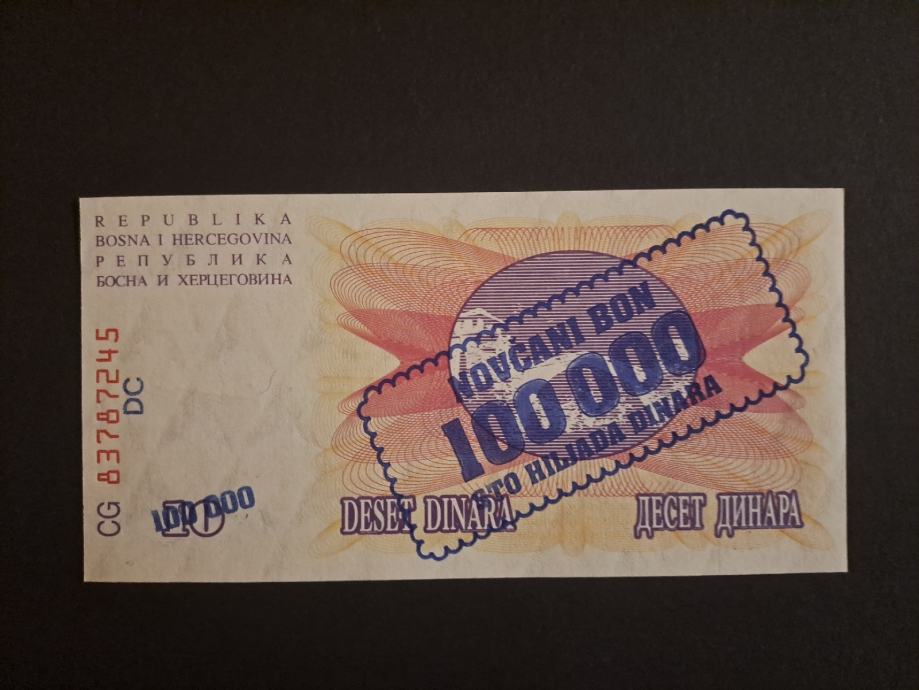 REPUBLIKA
BOSNA I HERCEGOVINA
РЕПУБЛИКА
БОСНА И ХЕРЦЕГОВИНА
CG 83787245
DC
10
100 000
NOVČANI BON
100 000
STO HILJADA DINARA
DESET DINARA
ДЕСЕТ ДИНАРА